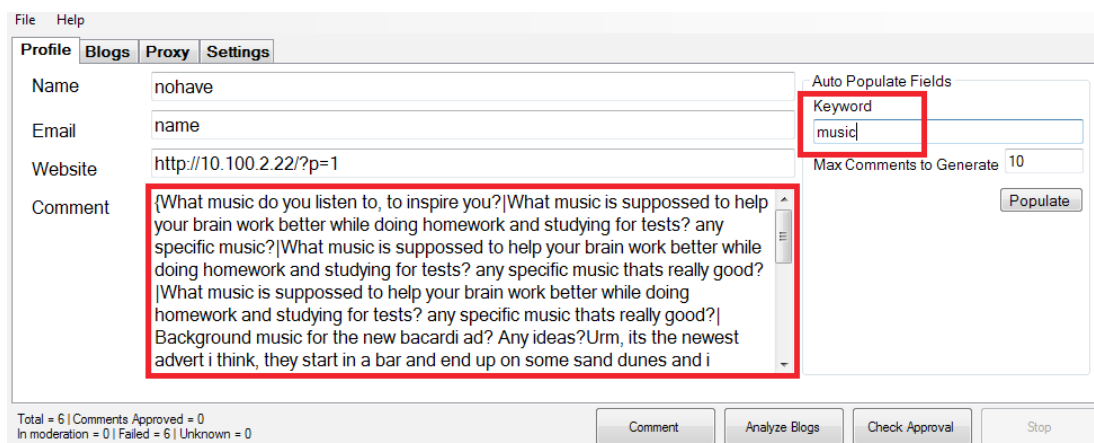 File Help
Profile Blogs Proxy Settings
Name nohave
Email name
Website http://10.100.2.22/?p=1
Comment {What music do you listen to, to inspire you?|What music is suppossed to help
your brain work better while doing homework and studying for tests? any
specific music?|What music is suppossed to help your brain work better while
doing homework and studying for tests? any specific music thats really good?
|What music is suppossed to help your brain work better while doing
homework and studying for tests? any specific music thats really good?|
Background music for the new bacardi ad? Any ideas?Urm, its the newest
advert i think, they start in a bar and end up on some sand dunes and i
Auto Populate Fields
Keyword
music
Max Comments to Generate 10
Populate
Total = 6 | Comments Approved = 0
In moderation = 0 | Failed = 6 | Unknown = 0
Comment Analyze Blogs Check Approval Stop